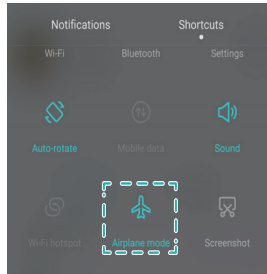 Notifications Shortcuts
Wi-Fi Bluetooth Settings
Auto-rotate Mobile data Sound
Wi-Fi hotspot Airplane mode Screenshot